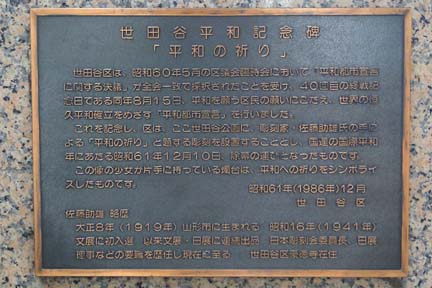 世田谷平和記念碑
「平和の祈り」
世田谷区は、昭和60年5月の区議会臨時会において「平和都市宣言
に関する決議」が全会一致で採択されたことを受け、40回目の終戦記
念日である同年8月15日、平和を願う区民の願いにこたえ、世界の恒
久平和確立をめざす「平和都市宣言」を行いました。
これを記念し、区は、ここ世田谷公園に、彫刻家・佐藤助雄氏の手に
よる「平和の祈り」と題する彫刻を設置することとし、国連の国際平和
年にあたる昭和61年12月10日、除幕の運びとなったものです。
この像の少女が片手に持っている燭台は、平和への祈りをシンボライ
ズしたものです。
昭和61年(1986年)12月
世田谷区
佐藤助雄 略歴
大正8年(1919年)山形市に生まれる 昭和16年(1941年)
文展に初入選 以来文展・日展に連続出品 日本彫刻会委員長、日展
理事などの要職を歴任し現在に至る 世田谷区豪徳寺在住